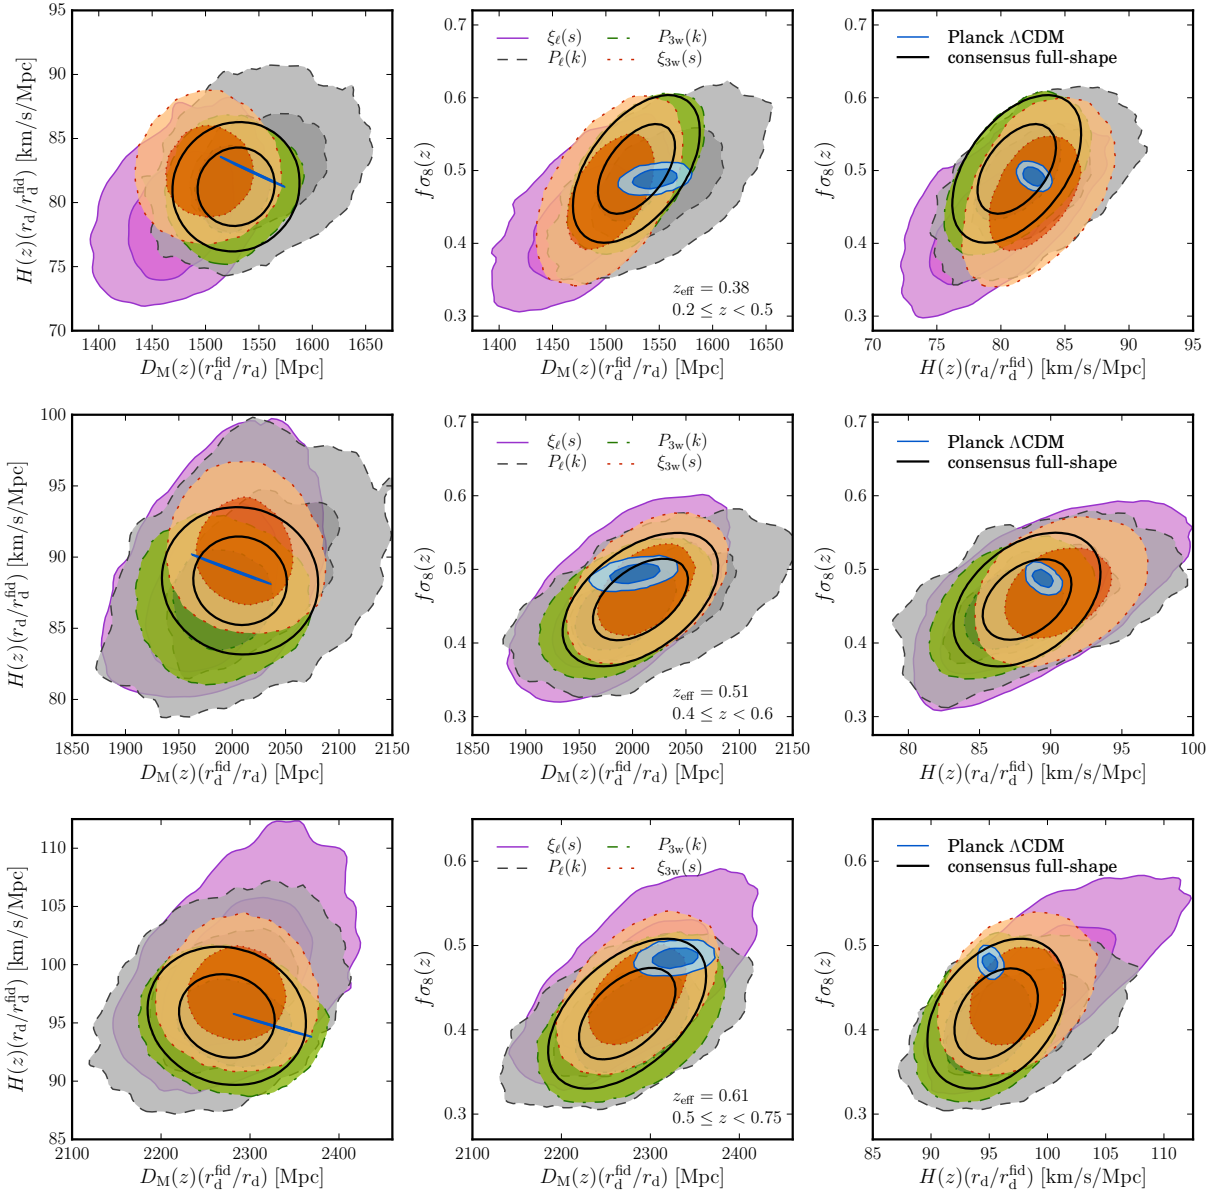 95
90
85
80
75
70
H(z)(r_d/r_d^fid) [km/s/Mpc]
1400 1450 1500 1550 1600 1650
D_M(z)(r_d^fid/r_d) [Mpc]
0.7
0.6
0.5
0.4
0.3
fσ_8(z)
ξ_ℓ(s) P_3w(k)
P_ℓ(k) ξ_3w(s)
z_eff = 0.38
0.2 ≤ z < 0.5
1400 1450 1500 1550 1600 1650
D_M(z)(r_d^fid/r_d) [Mpc]
0.7
0.6
0.5
0.4
0.3
fσ_8(z)
Planck ΛCDM
consensus full-shape
70 75 80 85 90 95
H(z)(r_d/r_d^fid) [km/s/Mpc]
100
95
90
85
80
H(z)(r_d/r_d^fid) [km/s/Mpc]
1850 1900 1950 2000 2050 2100 2150
D_M(z)(r_d^fid/r_d) [Mpc]
0.7
0.6
0.5
0.4
0.3
fσ_8(z)
ξ_ℓ(s) P_3w(k)
P_ℓ(k) ξ_3w(s)
z_eff = 0.51
0.4 ≤ z < 0.6
1850 1900 1950 2000 2050 2100 2150
D_M(z)(r_d^fid/r_d) [Mpc]
0.7
0.6
0.5
0.4
0.3
fσ_8(z)
Planck ΛCDM
consensus full-shape
80 85 90 95 100
H(z)(r_d/r_d^fid) [km/s/Mpc]
110
105
100
95
90
85
H(z)(r_d/r_d^fid) [km/s/Mpc]
2100 2200 2300 2400
D_M(z)(r_d^fid/r_d) [Mpc]
0.6
0.5
0.4
0.3
fσ_8(z)
ξ_ℓ(s) P_3w(k)
P_ℓ(k) ξ_3w(s)
z_eff = 0.61
0.5 ≤ z < 0.75
2100 2200 2300 2400
D_M(z)(r_d^fid/r_d) [Mpc]
0.6
0.5
0.4
0.3
fσ_8(z)
Planck ΛCDM
consensus full-shape
85 90 95 100 105 110
H(z)(r_d/r_d^fid) [km/s/Mpc]